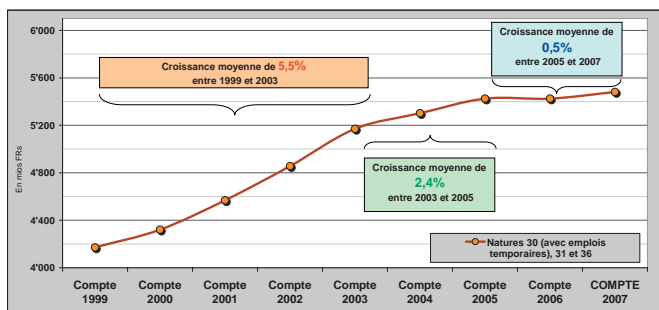 6'000
5'600
5'200
4'800
4'400
4'000
En mios FRs
Croissance moyenne de 5,5%
entre 1999 et 2003
Croissance moyenne de
0,5%
entre 2005 et 2007
Croissance moyenne de
2,4%
entre 2003 et 2005
Natures 30 (avec emplois
temporaires), 31 et 36
Compte Compte Compte Compte Compte Compte Compte Compte COMPTE
1999 2000 2001 2002 2003 2004 2005 2006 2007